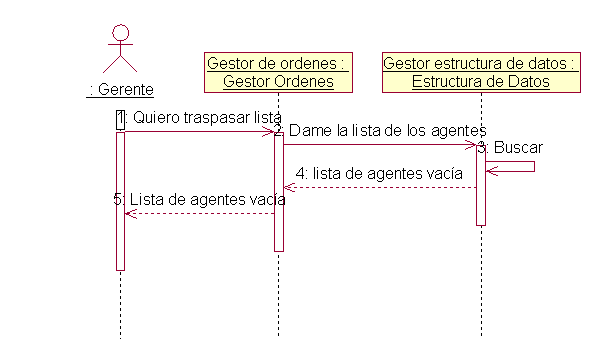 Gestor de ordenes :
Gestor Ordenes
Gestor estructura de datos :
Estructura de Datos
: Gerente
1: Quiero traspasar lista
2: Dame la lista de los agentes
3: Buscar
4: lista de agentes vacía
5: Lista de agentes vacía